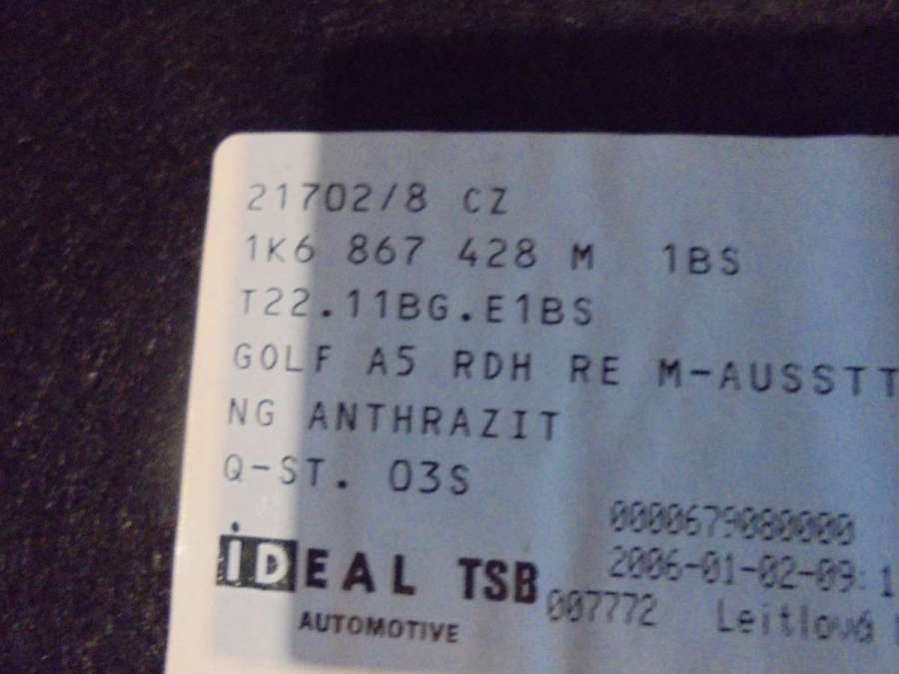 21702/8 CZ
1K6 867 428 M 1BS
T22.11BG.E1BS
GOLF A5 RDH RE M-AUSSTT
NG ANTHRAZIT
Q-ST. 03S
0000679080000
2006-01-02-09:1
iDEAL TSB
007772 Leitlová
AUTOMOTIVE